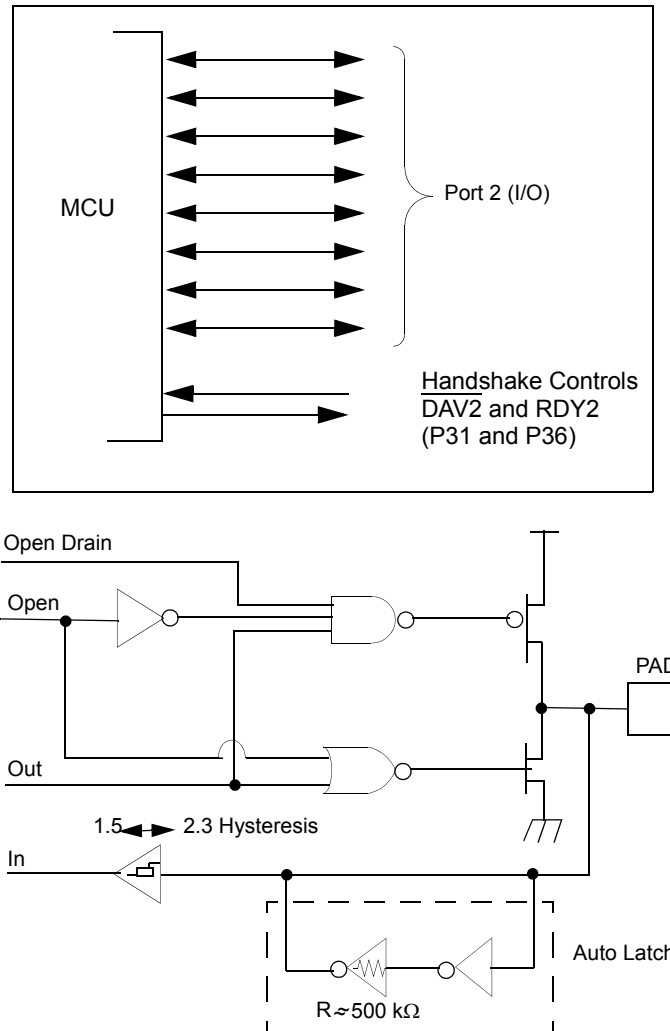 MCU
Port 2 (I/O)
Handshake Controls
DAV2 and RDY2
(P31 and P36)
Open Drain
Open
PAD
Out
1.5 2.3 Hysteresis
In
Auto Latch
R≈500 kΩ